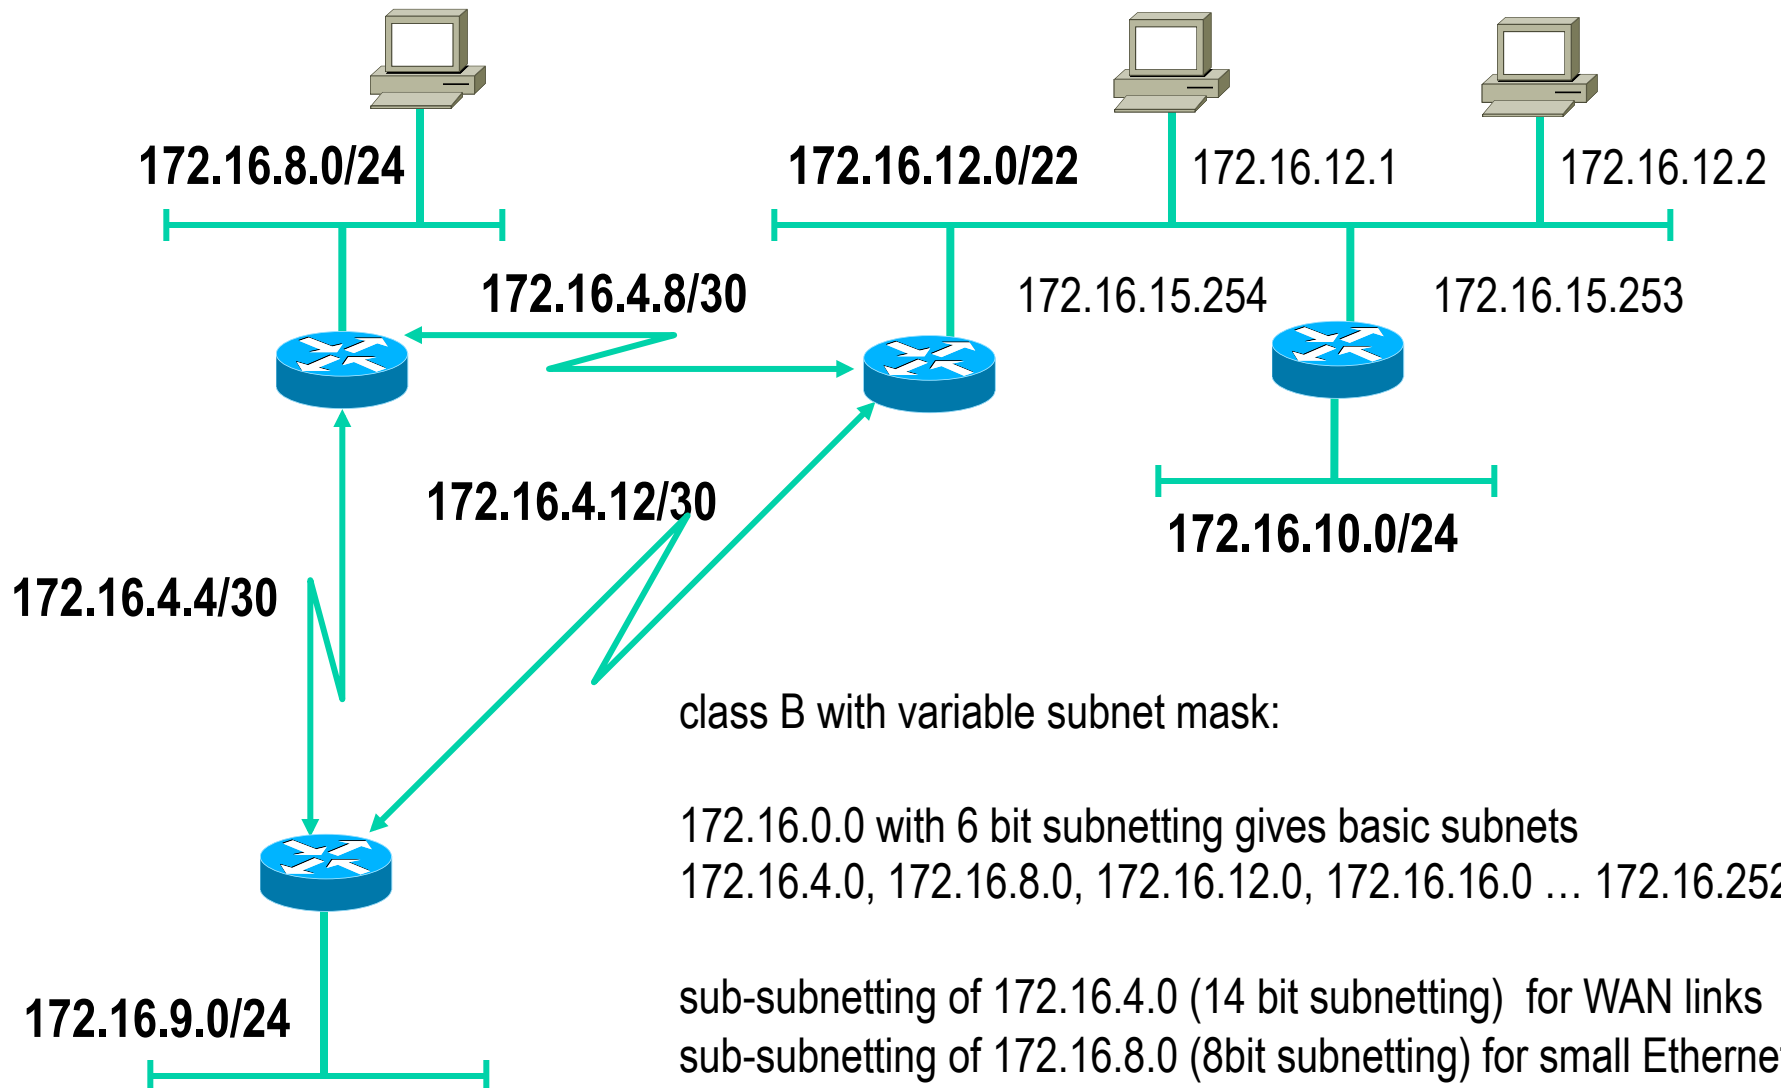 172.16.8.0/24
172.16.12.0/22
172.16.12.1
172.16.12.2
172.16.4.8/30
172.16.15.254
172.16.15.253
172.16.4.12/30
172.16.10.0/24
172.16.4.4/30
class B with variable subnet mask:
172.16.0.0 with 6 bit subnetting gives basic subnets
172.16.4.0, 172.16.8.0, 172.16.12.0, 172.16.16.0 … 172.16.252
sub-subnetting of 172.16.4.0 (14 bit subnetting) for WAN links
172.16.9.0/24
sub-subnetting of 172.16.8.0 (8bit subnetting) for small Ethernet